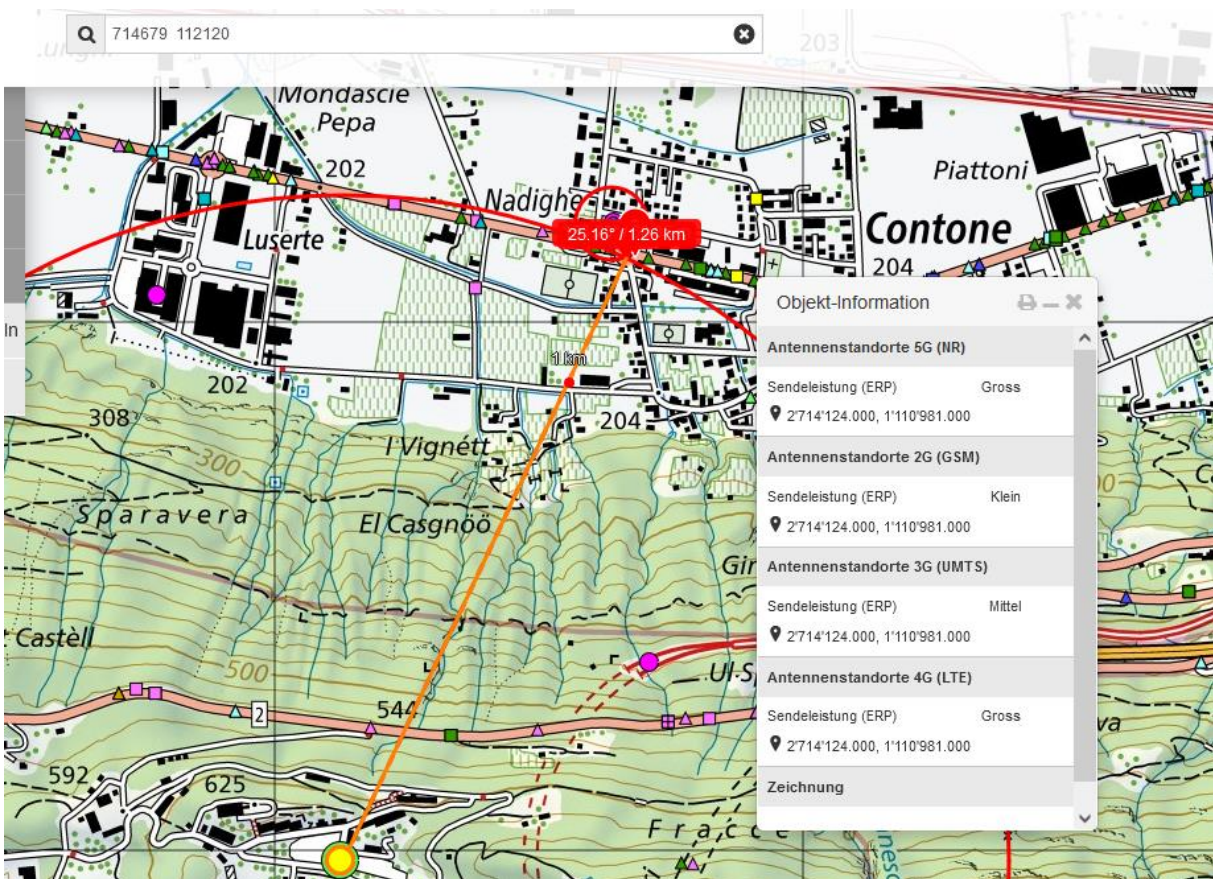 714679 112120
203
Mondascie
Pepa
202
Piattoni
Nadighe
25.16° / 1.26 km
Contone
Luserte
204
Objekt-Information
In
Antennenstandorte 5G (NR)
1 km
Sendeleistung (ERP) Gross
202
2'714'124.000, 1'110'981.000
308
204
I Vignétt
Antennenstandorte 2G (GSM)
300
Sendeleistung (ERP) Klein
Sparavera
El Casgnöö
2'714'124.000, 1'110'981.000
Antennenstandorte 3G (UMTS)
Sendeleistung (ERP) Mittel
Castèll
2'714'124.000, 1'110'981.000
500
Antennenstandorte 4G (LTE)
544
2
Sendeleistung (ERP) Gross
2'714'124.000, 1'110'981.000
592
625
Zeichnung
Fracce